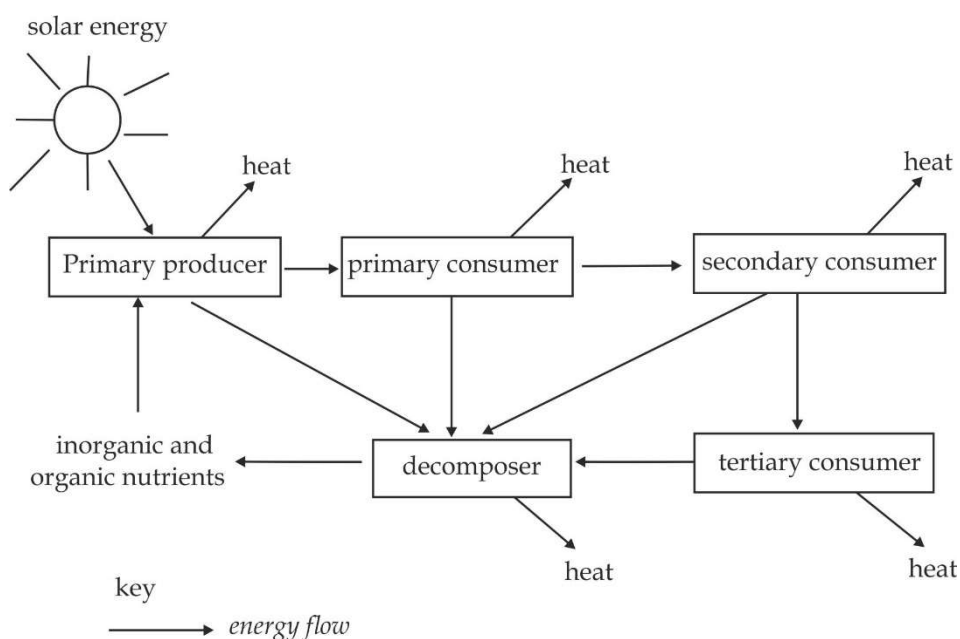 solar energy
heat
heat
heat
Primary producer
primary consumer
secondary consumer
inorganic and
organic nutrients
decomposer
tertiary consumer
heat
heat
key
energy flow